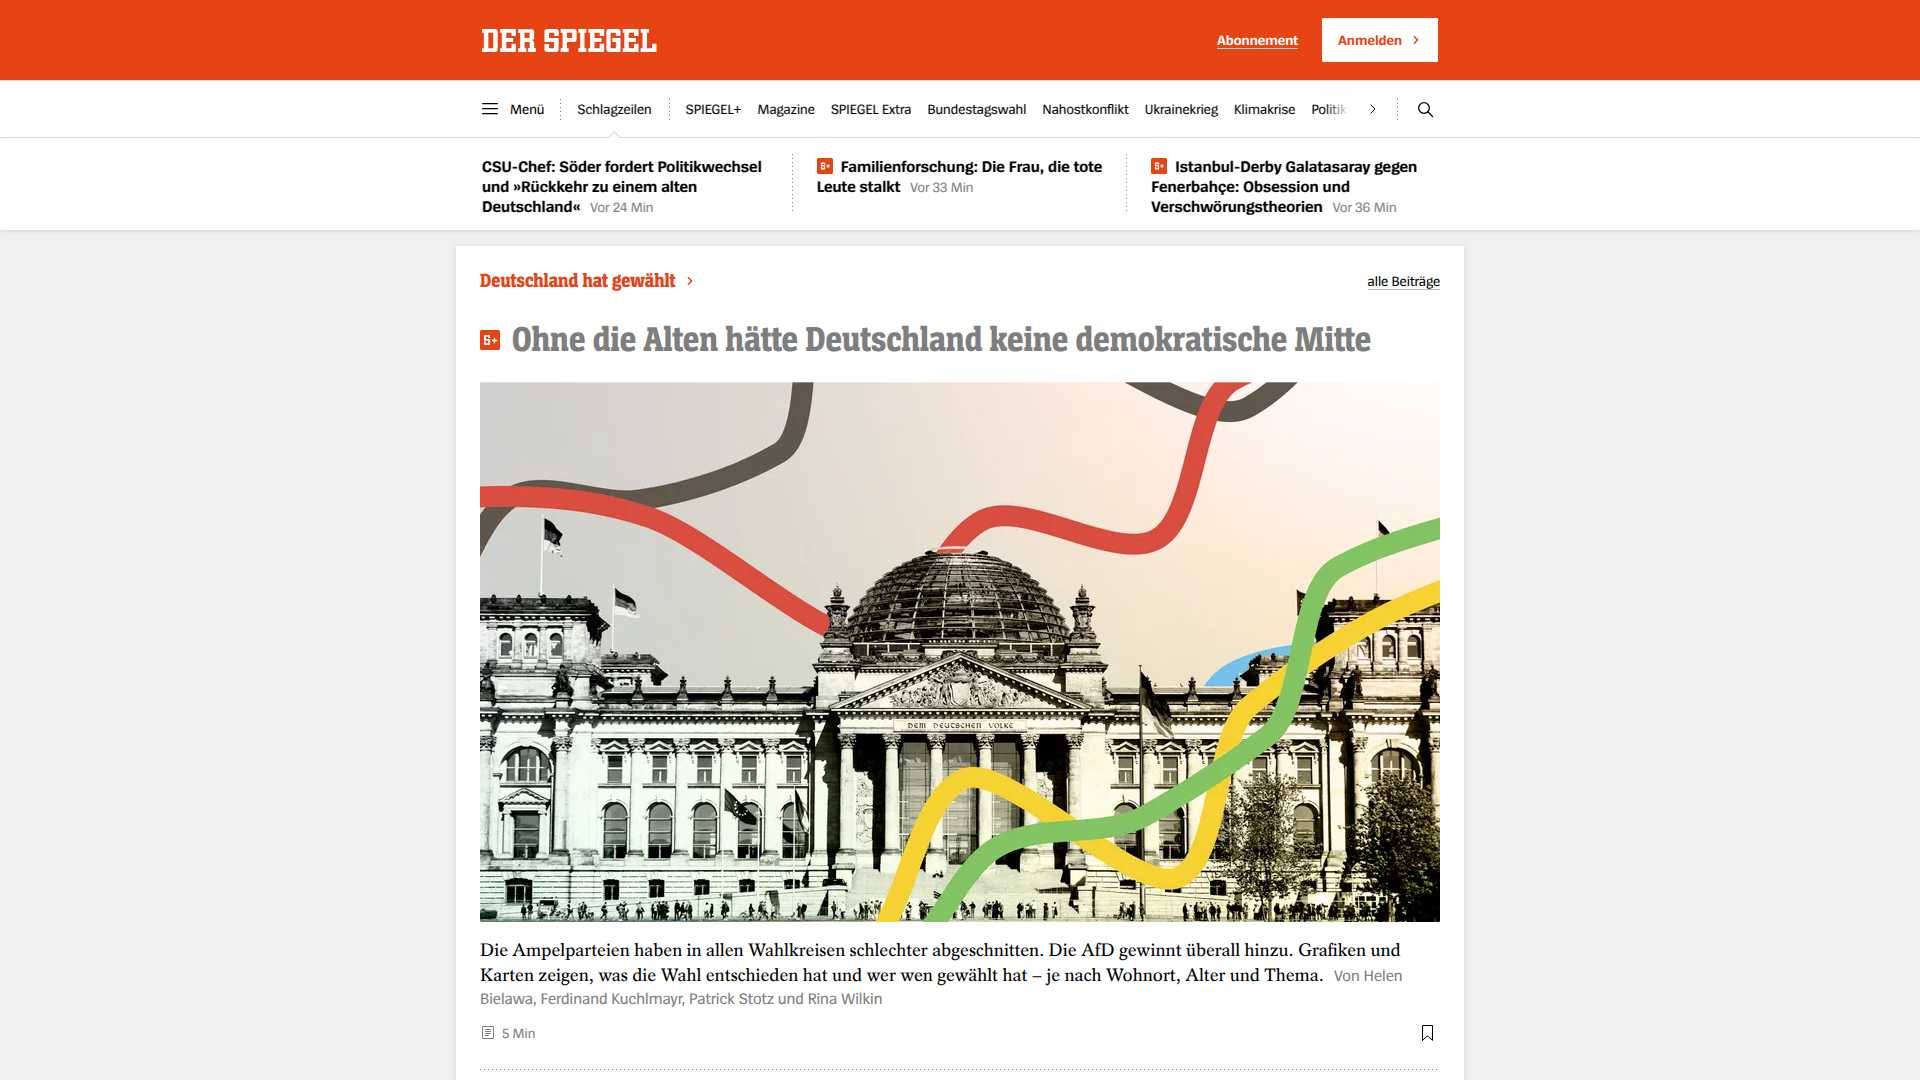 DER SPIEGEL
Abonnement
Anmelden
Menü
Schlagzeilen
SPIEGEL+
Magazine
SPIEGEL Extra
Bundestagswahl
Nahostkonflikt
Ukrainekrieg
Klimakrise
Politik
CSU-Chef: Söder fordert Politikwechsel
und »Rückkehr zu einem alten
Deutschland« Vor 24 Min
S+ Familienforschung: Die Frau, die tote
Leute stalkt Vor 33 Min
S+ Istanbul-Derby Galatasaray gegen
Fenerbahçe: Obsession und
Verschwörungstheorien Vor 36 Min
Deutschland hat gewählt
alle Beiträge
S+ Ohne die Alten hätte Deutschland keine demokratische Mitte
DEM DEUTSCHEN VOLKE
Die Ampelparteien haben in allen Wahlkreisen schlechter abgeschnitten. Die AfD gewinnt überall hinzu. Grafiken und
Karten zeigen, was die Wahl entschieden hat und wer wen gewählt hat – je nach Wohnort, Alter und Thema. Von Helen
Bielawa, Ferdinand Kuchlmayr, Patrick Stotz und Rina Wilkin
5 Min